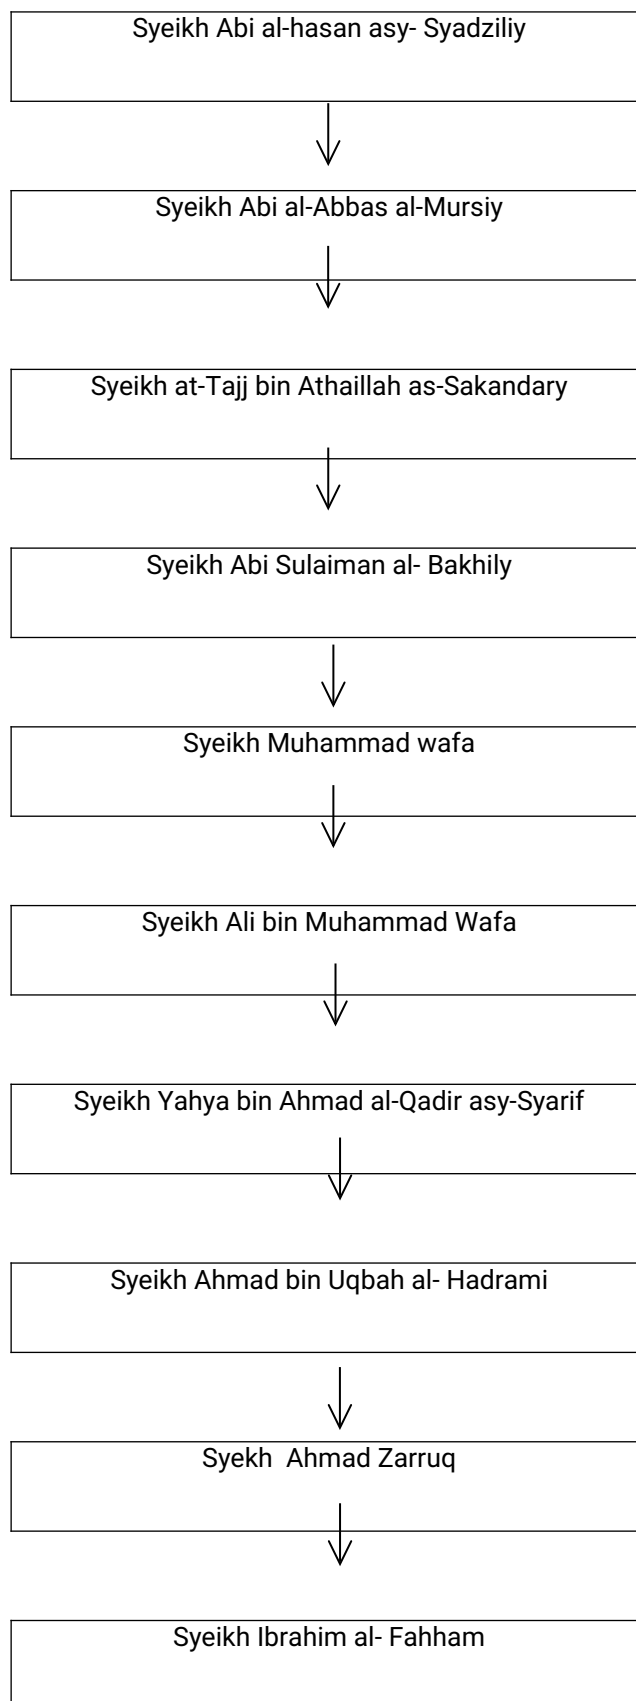 Syeikh Abi al-hasan asy- Syadziliy
Syeikh Abi al-Abbas al-Mursiy
Syeikh at-Tajj bin Athaillah as-Sakandary
Syeikh Abi Sulaiman al- Bakhily
Syeikh Muhammad wafa
Syeikh Ali bin Muhammad Wafa
Syeikh Yahya bin Ahmad al-Qadir asy-Syarif
Syeikh Ahmad bin Uqbah al- Hadrami
Syekh  Ahmad Zarruq
Syeikh Ibrahim al- Fahham